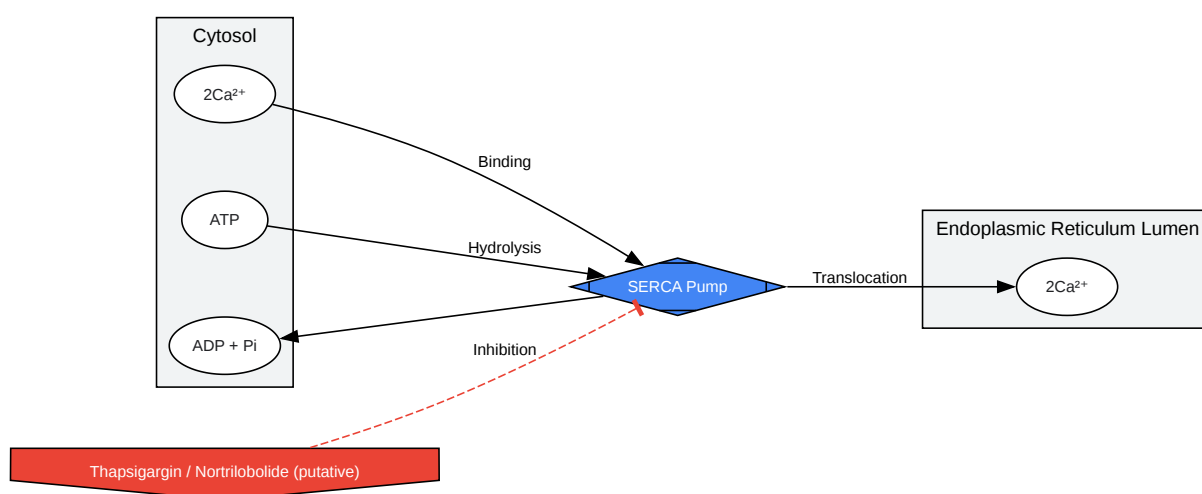 Cytosol
2Ca²⁺
Binding
ATP
Hydrolysis
Endoplasmic Reticulum Lumen
SERCA Pump
Translocation
2Ca²⁺
ADP + Pi
Inhibition
Thapsigargin / Nortrilobolide (putative)